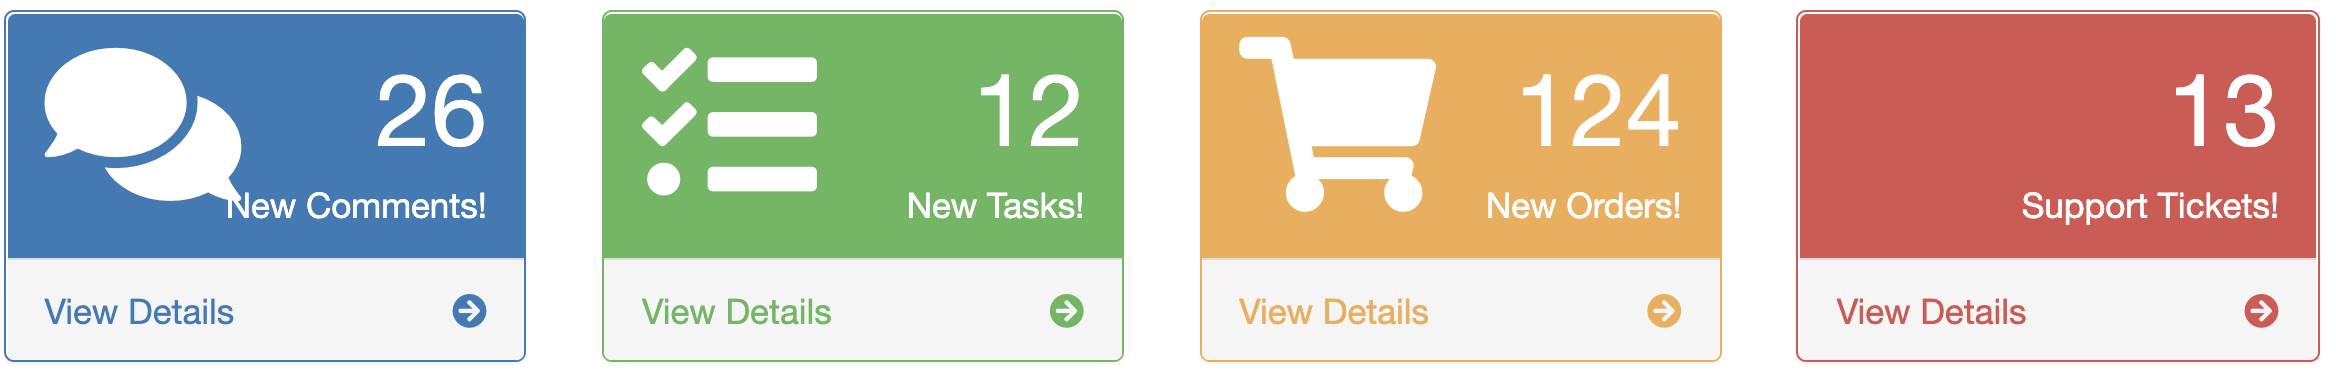 26
New Comments!
View Details
12
New Tasks!
View Details
124
New Orders!
View Details
13
Support Tickets!
View Details